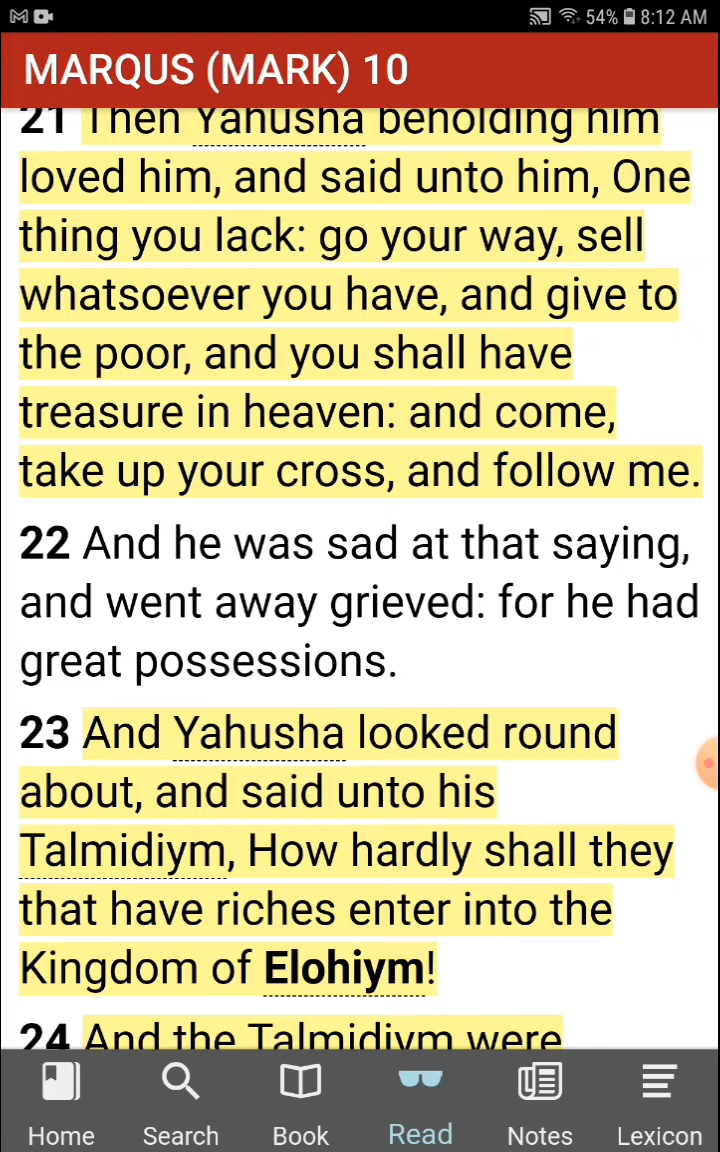 54% 8:12 AM
MARQUS (MARK) 10
21 Then Yahusha beholding him
loved him, and said unto him, One
thing you lack: go your way, sell
whatsoever you have, and give to
the poor, and you shall have
treasure in heaven: and come,
take up your cross, and follow me.
22 And he was sad at that saying,
and went away grieved: for he had
great possessions.
23 And Yahusha looked round
about, and said unto his
Talmidiym, How hardly shall they
that have riches enter into the
Kingdom of Elohiym!
24 And the Talmidiym were
Home Search Book Read Notes Lexicon